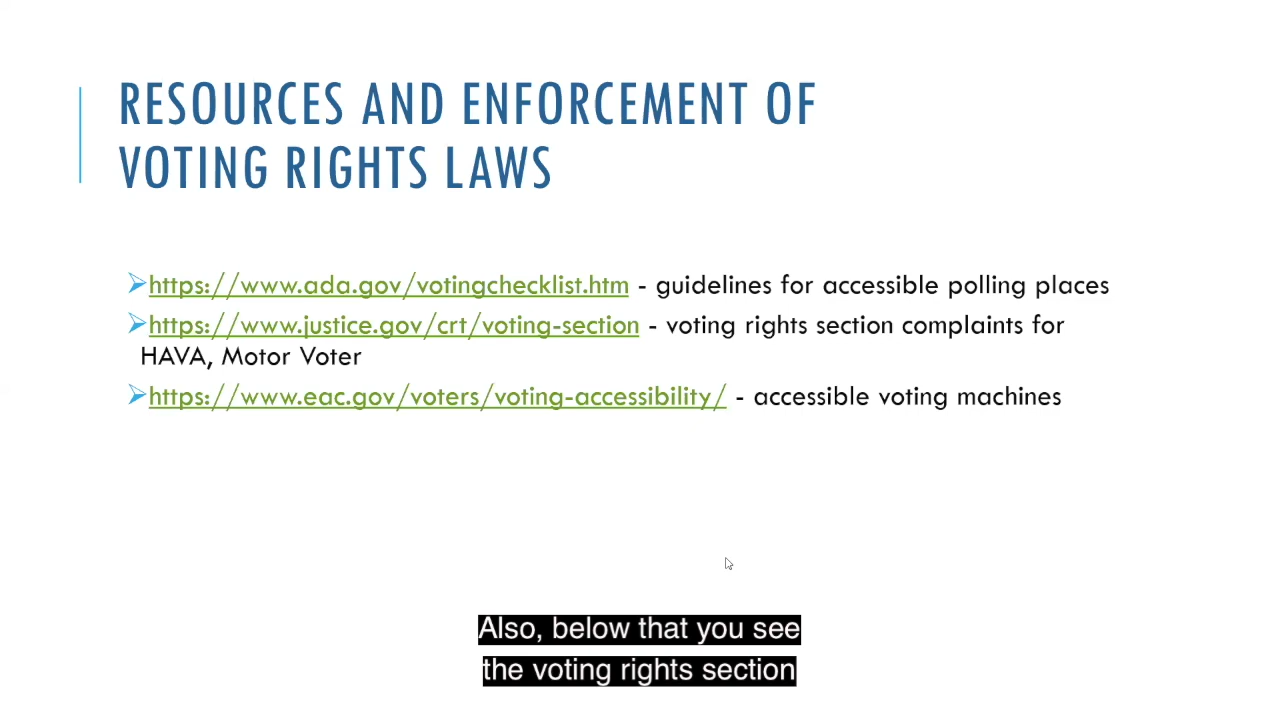 RESOURCES AND ENFORCEMENT OF
VOTING RIGHTS LAWS
https://www.ada.gov/votingchecklist.htm - guidelines for accessible polling places
https://www.justice.gov/crt/voting-section - voting rights section complaints for
HAVA, Motor Voter
https://www.eac.gov/voters/voting-accessibility/ - accessible voting machines
Also, below that you see
the voting rights section